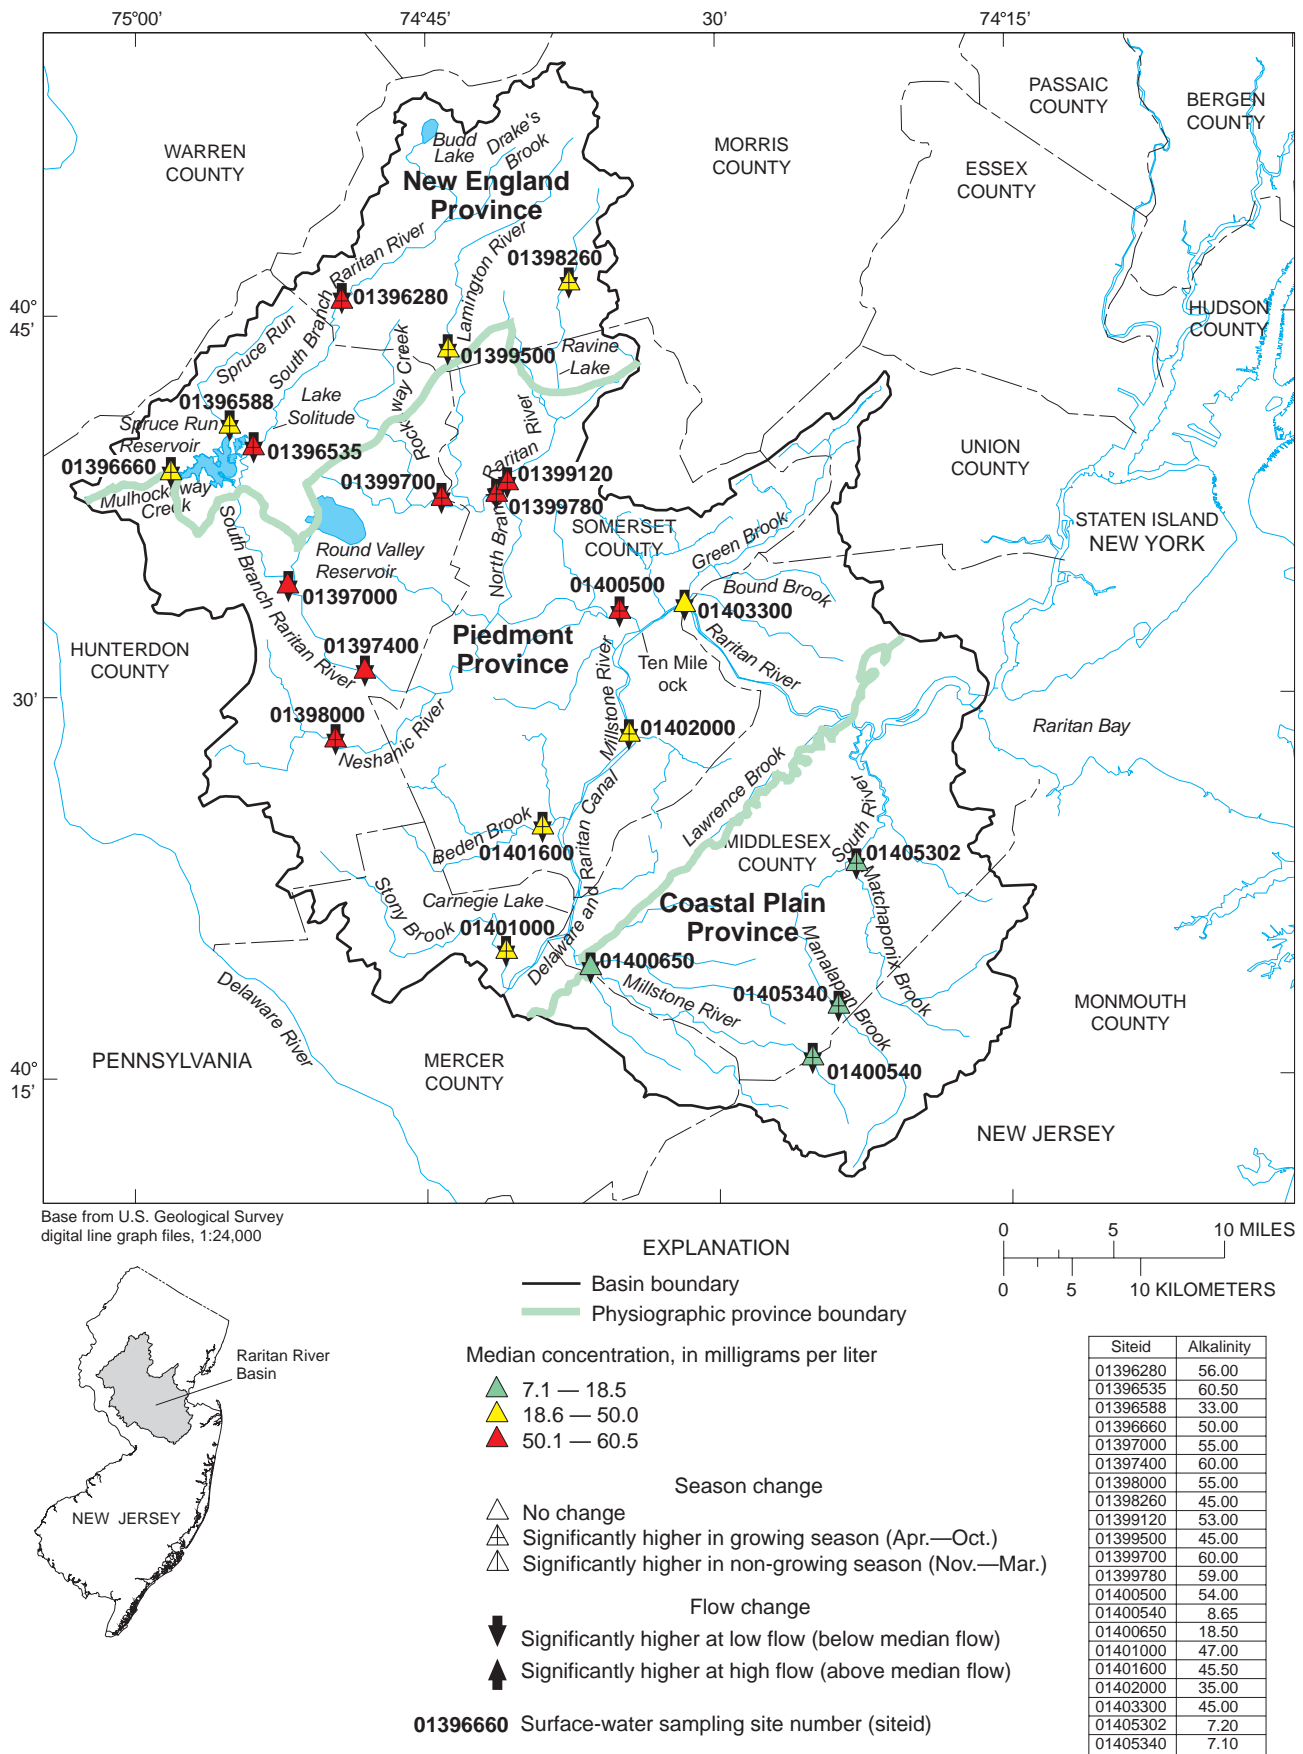 75°00'
74°45'
30'
74°15'
PASSAIC
COUNTY
BERGEN
COUNTY
WARREN
COUNTY
Budd
Lake
Drake's
Brook
MORRIS
COUNTY
ESSEX
COUNTY
New England
Province
South Branch Raritan River
Lamington River
01398260
01396280
40°
45'
HUDSON
COUNTY
Spruce Run
Rockaway Creek
01399500
Ravine
Lake
01396588
Lake
Solitude
Spruce Run
Reservoir
01396535
01396660
Mulhockaway
Creek
UNION
COUNTY
North Branch Raritan River
01399120
01399700
01399780
SOMERSET
COUNTY
Green Brook
STATEN ISLAND
NEW YORK
Round Valley
Reservoir
01397000
South Branch Raritan River
01400500
Bound Brook
01403300
HUNTERDON
COUNTY
Piedmont
Province
01397400
Millstone River
Ten Mile
ock
Raritan River
30'
01398000
Neshanic River
01402000
Raritan Bay
Lawrence Brook
Delaware and Raritan Canal
Beden Brook
01401600
MIDDLESEX
COUNTY
South River
01405302
Matchaponix Brook
Stony Brook
Carnegie Lake
01401000
Coastal Plain
Province
01400650
Millstone River
Manalapan Brook
01405340
Delaware River
MONMOUTH
COUNTY
PENNSYLVANIA
MERCER
COUNTY
01400540
40°
15'
NEW JERSEY
Base from U.S. Geological Survey
digital line graph files, 1:24,000
0 5 10 MILES
0 5 10 KILOMETERS
EXPLANATION
Basin boundary
Physiographic province boundary
Raritan River
Basin
NEW JERSEY
Median concentration, in milligrams per liter
7.1 — 18.5
18.6 — 50.0
50.1 — 60.5
Season change
No change
Significantly higher in growing season (Apr.—Oct.)
Significantly higher in non-growing season (Nov.—Mar.)
Flow change
Significantly higher at low flow (below median flow)
Significantly higher at high flow (above median flow)
01396660 Surface-water sampling site number (siteid)
Siteid Alkalinity
01396280 56.00
01396535 60.50
01396588 33.00
01396660 50.00
01397000 55.00
01397400 60.00
01398000 55.00
01398260 45.00
01399120 53.00
01399500 45.00
01399700 60.00
01399780 59.00
01400500 54.00
01400540 8.65
01400650 18.50
01401000 47.00
01401600 45.50
01402000 35.00
01403300 45.00
01405302 7.20
01405340 7.10